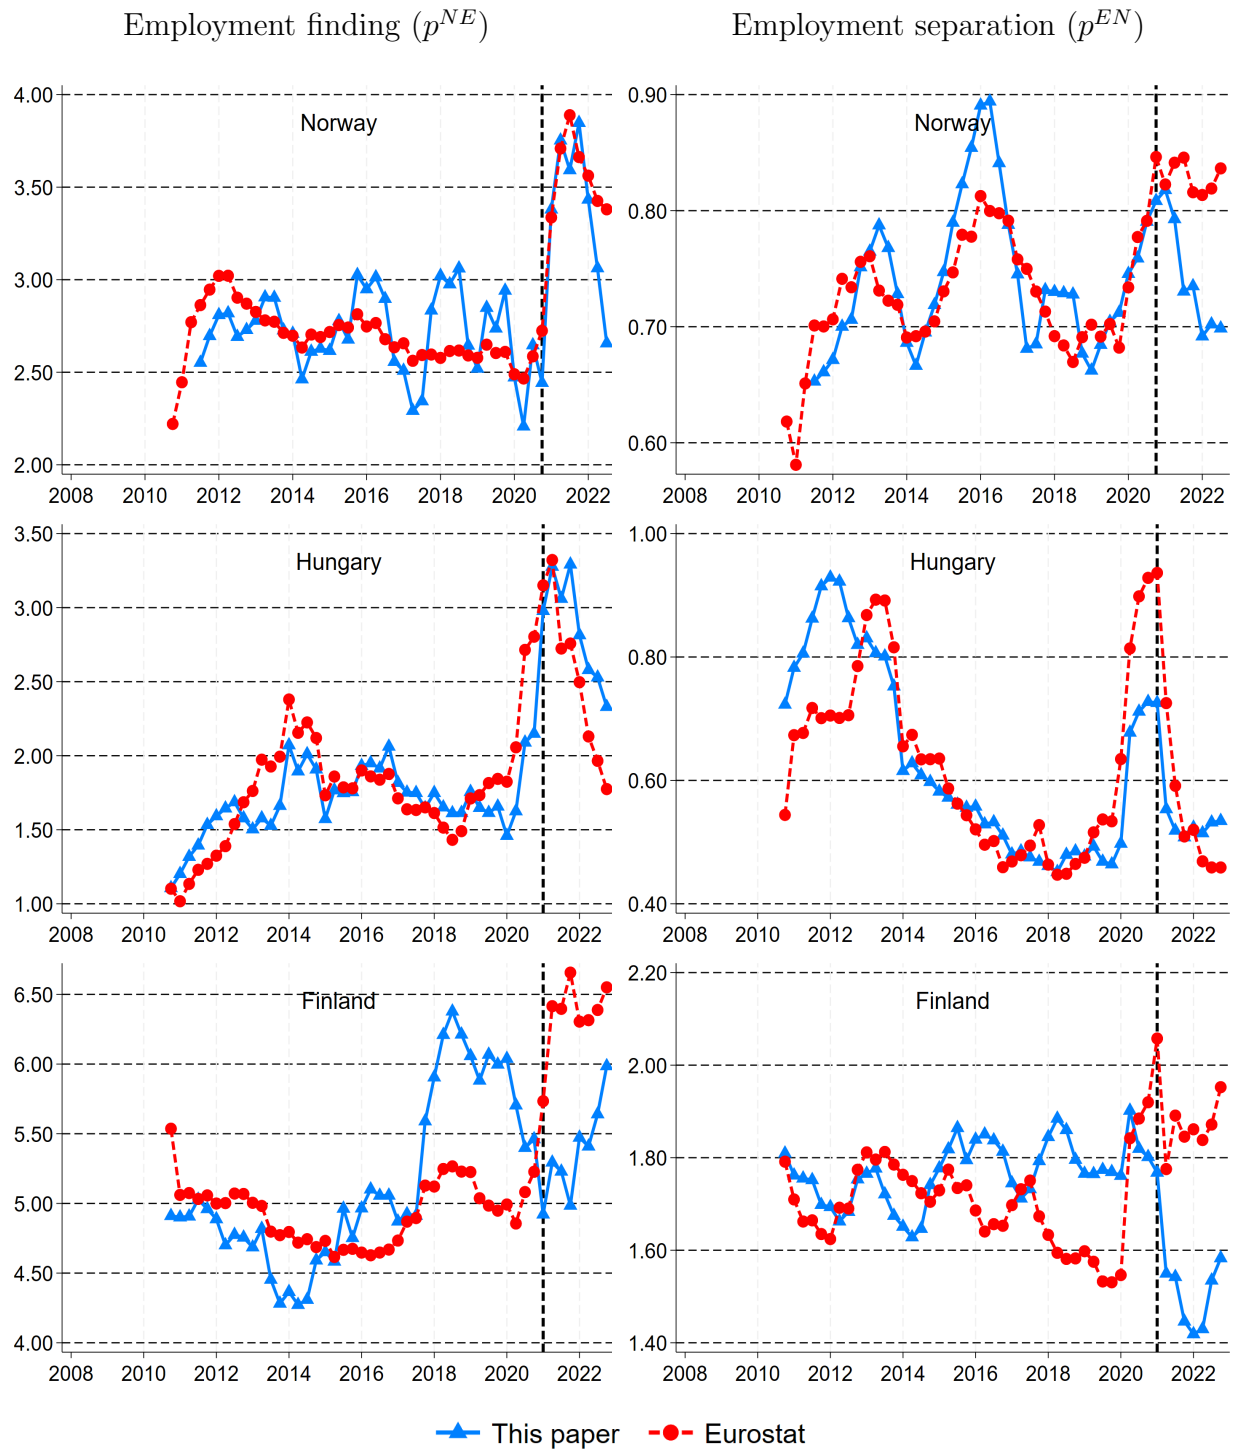 Employment finding (p^{NE})
Employment separation (p^{EN})
4.00
3.50
3.00
2.50
2.00
Norway
2008 2010 2012 2014 2016 2018 2020 2022
0.90
0.80
0.70
0.60
Norway
2008 2010 2012 2014 2016 2018 2020 2022
3.50
3.00
2.50
2.00
1.50
1.00
Hungary
2008 2010 2012 2014 2016 2018 2020 2022
1.00
0.80
0.60
0.40
Hungary
2008 2010 2012 2014 2016 2018 2020 2022
6.50
6.00
5.50
5.00
4.50
4.00
Finland
2008 2010 2012 2014 2016 2018 2020 2022
2.20
2.00
1.80
1.60
1.40
Finland
2008 2010 2012 2014 2016 2018 2020 2022
This paper Eurostat